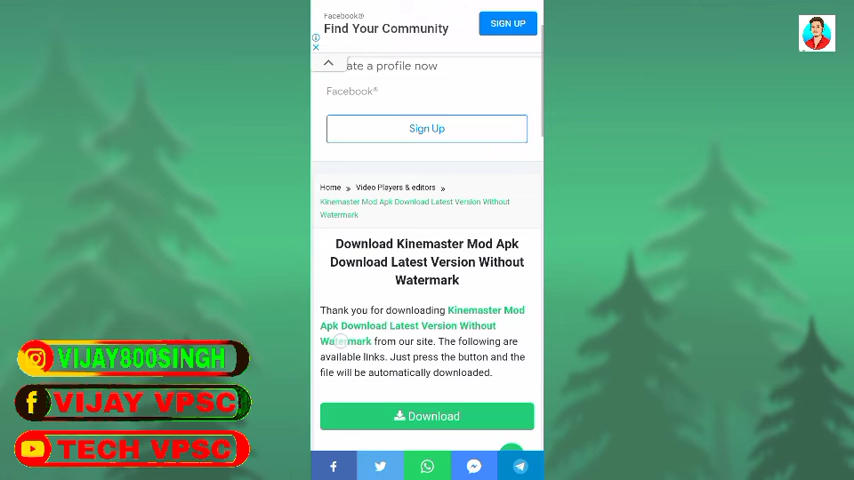 Facebook®
Find Your Community
SIGN UP
ate a profile now
Facebook®
Sign Up
Home » Video Players & editors »
Kinemaster Mod Apk Download Latest Version Without
Watermark
Download Kinemaster Mod Apk
Download Latest Version Without
Watermark
Thank you for downloading Kinemaster Mod
Apk Download Latest Version Without
Watermark from our site. The following are
available links. Just press the button and the
file will be automatically downloaded.
Download
VIJAY800SINGH
VIJAY VPSC
TECH VPSC